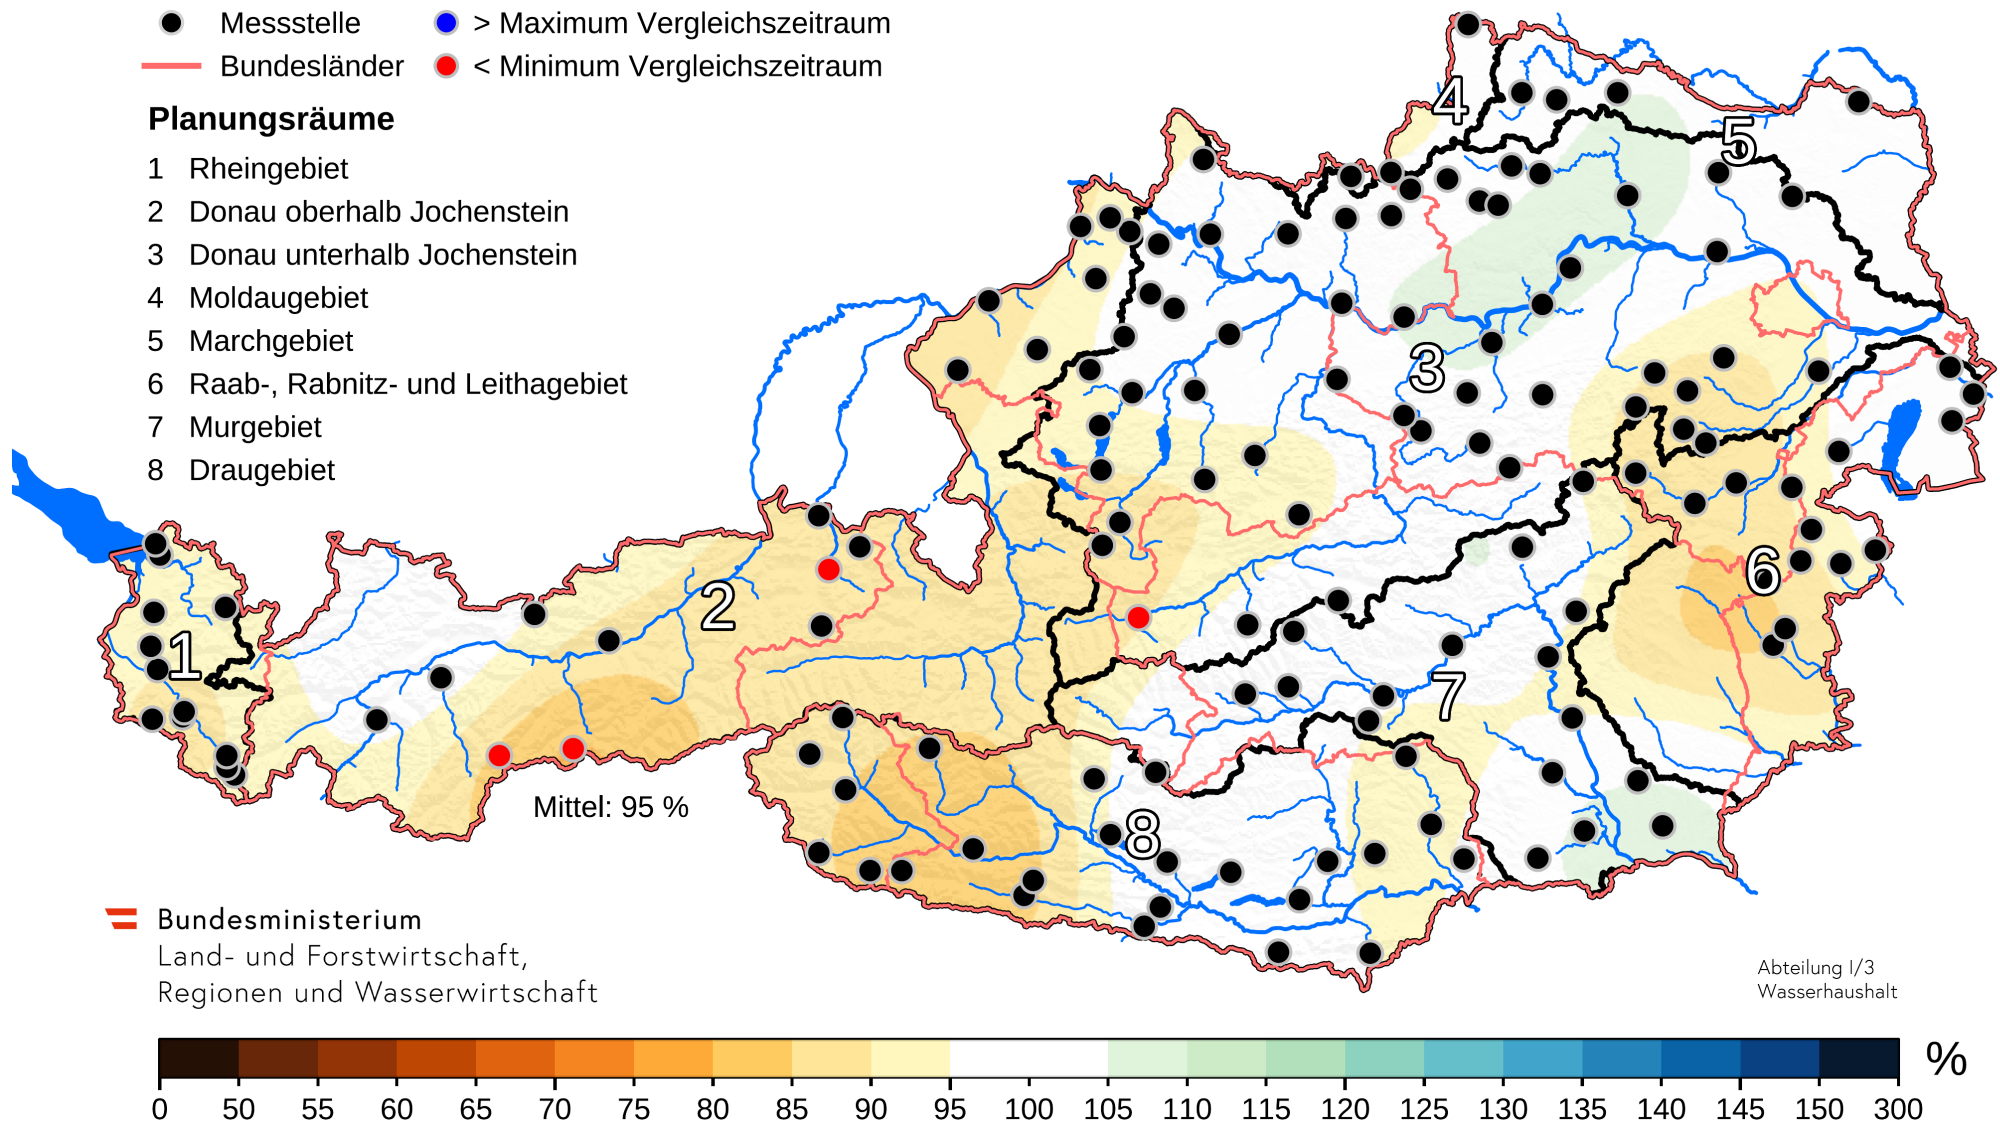 Messstelle
> Maximum Vergleichszeitraum
Bundesländer
< Minimum Vergleichszeitraum
Planungsräume
1 Rheingebiet
2 Donau oberhalb Jochenstein
3 Donau unterhalb Jochenstein
4 Moldaugebiet
5 Marchgebiet
6 Raab-, Rabnitz- und Leithagebiet
7 Murgebiet
8 Draugebiet
4
5
3
6
2
1
7
8
Mittel: 95 %
Bundesministerium
Land- und Forstwirtschaft,
Regionen und Wasserwirtschaft
Abteilung I/3
Wasserhaushalt
%
0 50 55 60 65 70 75 80 85 90 95 100 105 110 115 120 125 130 135 140 145 150 300